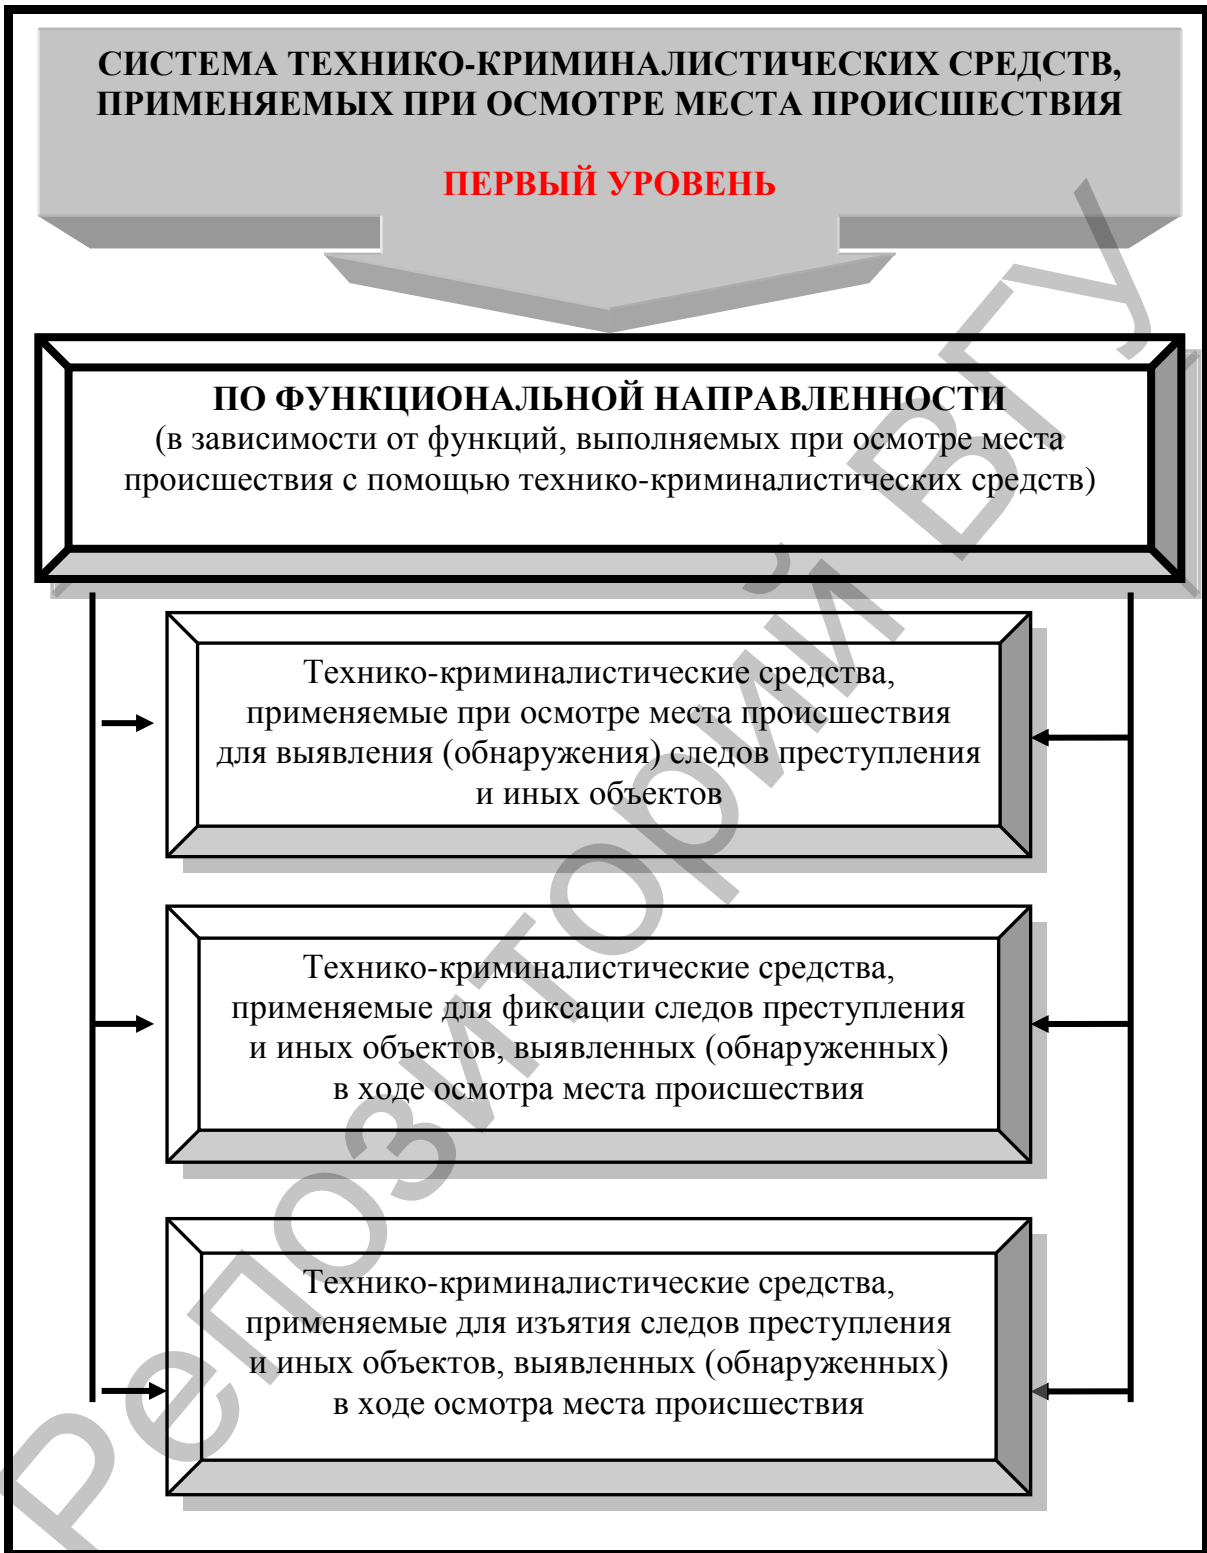 СИСТЕМА ТЕХНИКО-КРИМИНАЛИСТИЧЕСКИХ СРЕДСТВ,
ПРИМЕНЯЕМЫХ ПРИ ОСМОТРЕ МЕСТА ПРОИСШЕСТВИЯ
ПЕРВЫЙ УРОВЕНЬ
ПО ФУНКЦИОНАЛЬНОЙ НАПРАВЛЕННОСТИ
(в зависимости от функций, выполняемых при осмотре места
происшествия с помощью технико-криминалистических средств)
Технико-криминалистические средства,
применяемые при осмотре места происшествия
для выявления (обнаружения) следов преступления
и иных объектов
Технико-криминалистические средства,
применяемые для фиксации следов преступления
и иных объектов, выявленных (обнаруженных)
в ходе осмотра места происшествия
Технико-криминалистические средства,
применяемые для изъятия следов преступления
и иных объектов, выявленных (обнаруженных)
в ходе осмотра места происшествия
Репозиторий ВГУ